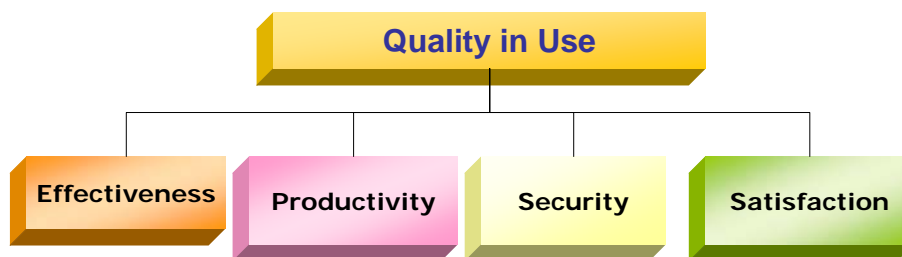 Quality in Use
Effectiveness
Productivity
Security
Satisfaction